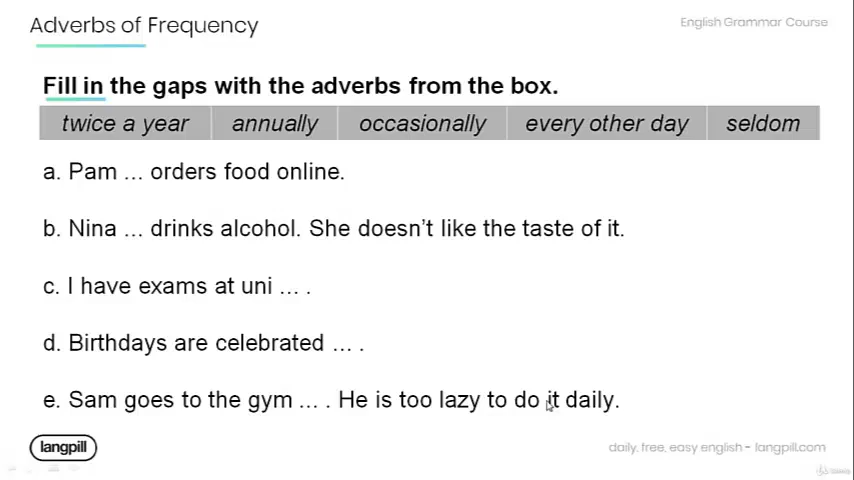 Adverbs of Frequency
English Grammar Course
Fill in the gaps with the adverbs from the box.
twice a year annually occasionally every other day seldom
a. Pam ... orders food online.
b. Nina ... drinks alcohol. She doesn't like the taste of it.
c. I have exams at uni ... .
d. Birthdays are celebrated ... .
e. Sam goes to the gym ... . He is too lazy to do it daily.
langpill
daily, free, easy english - langpill.com
Udemy